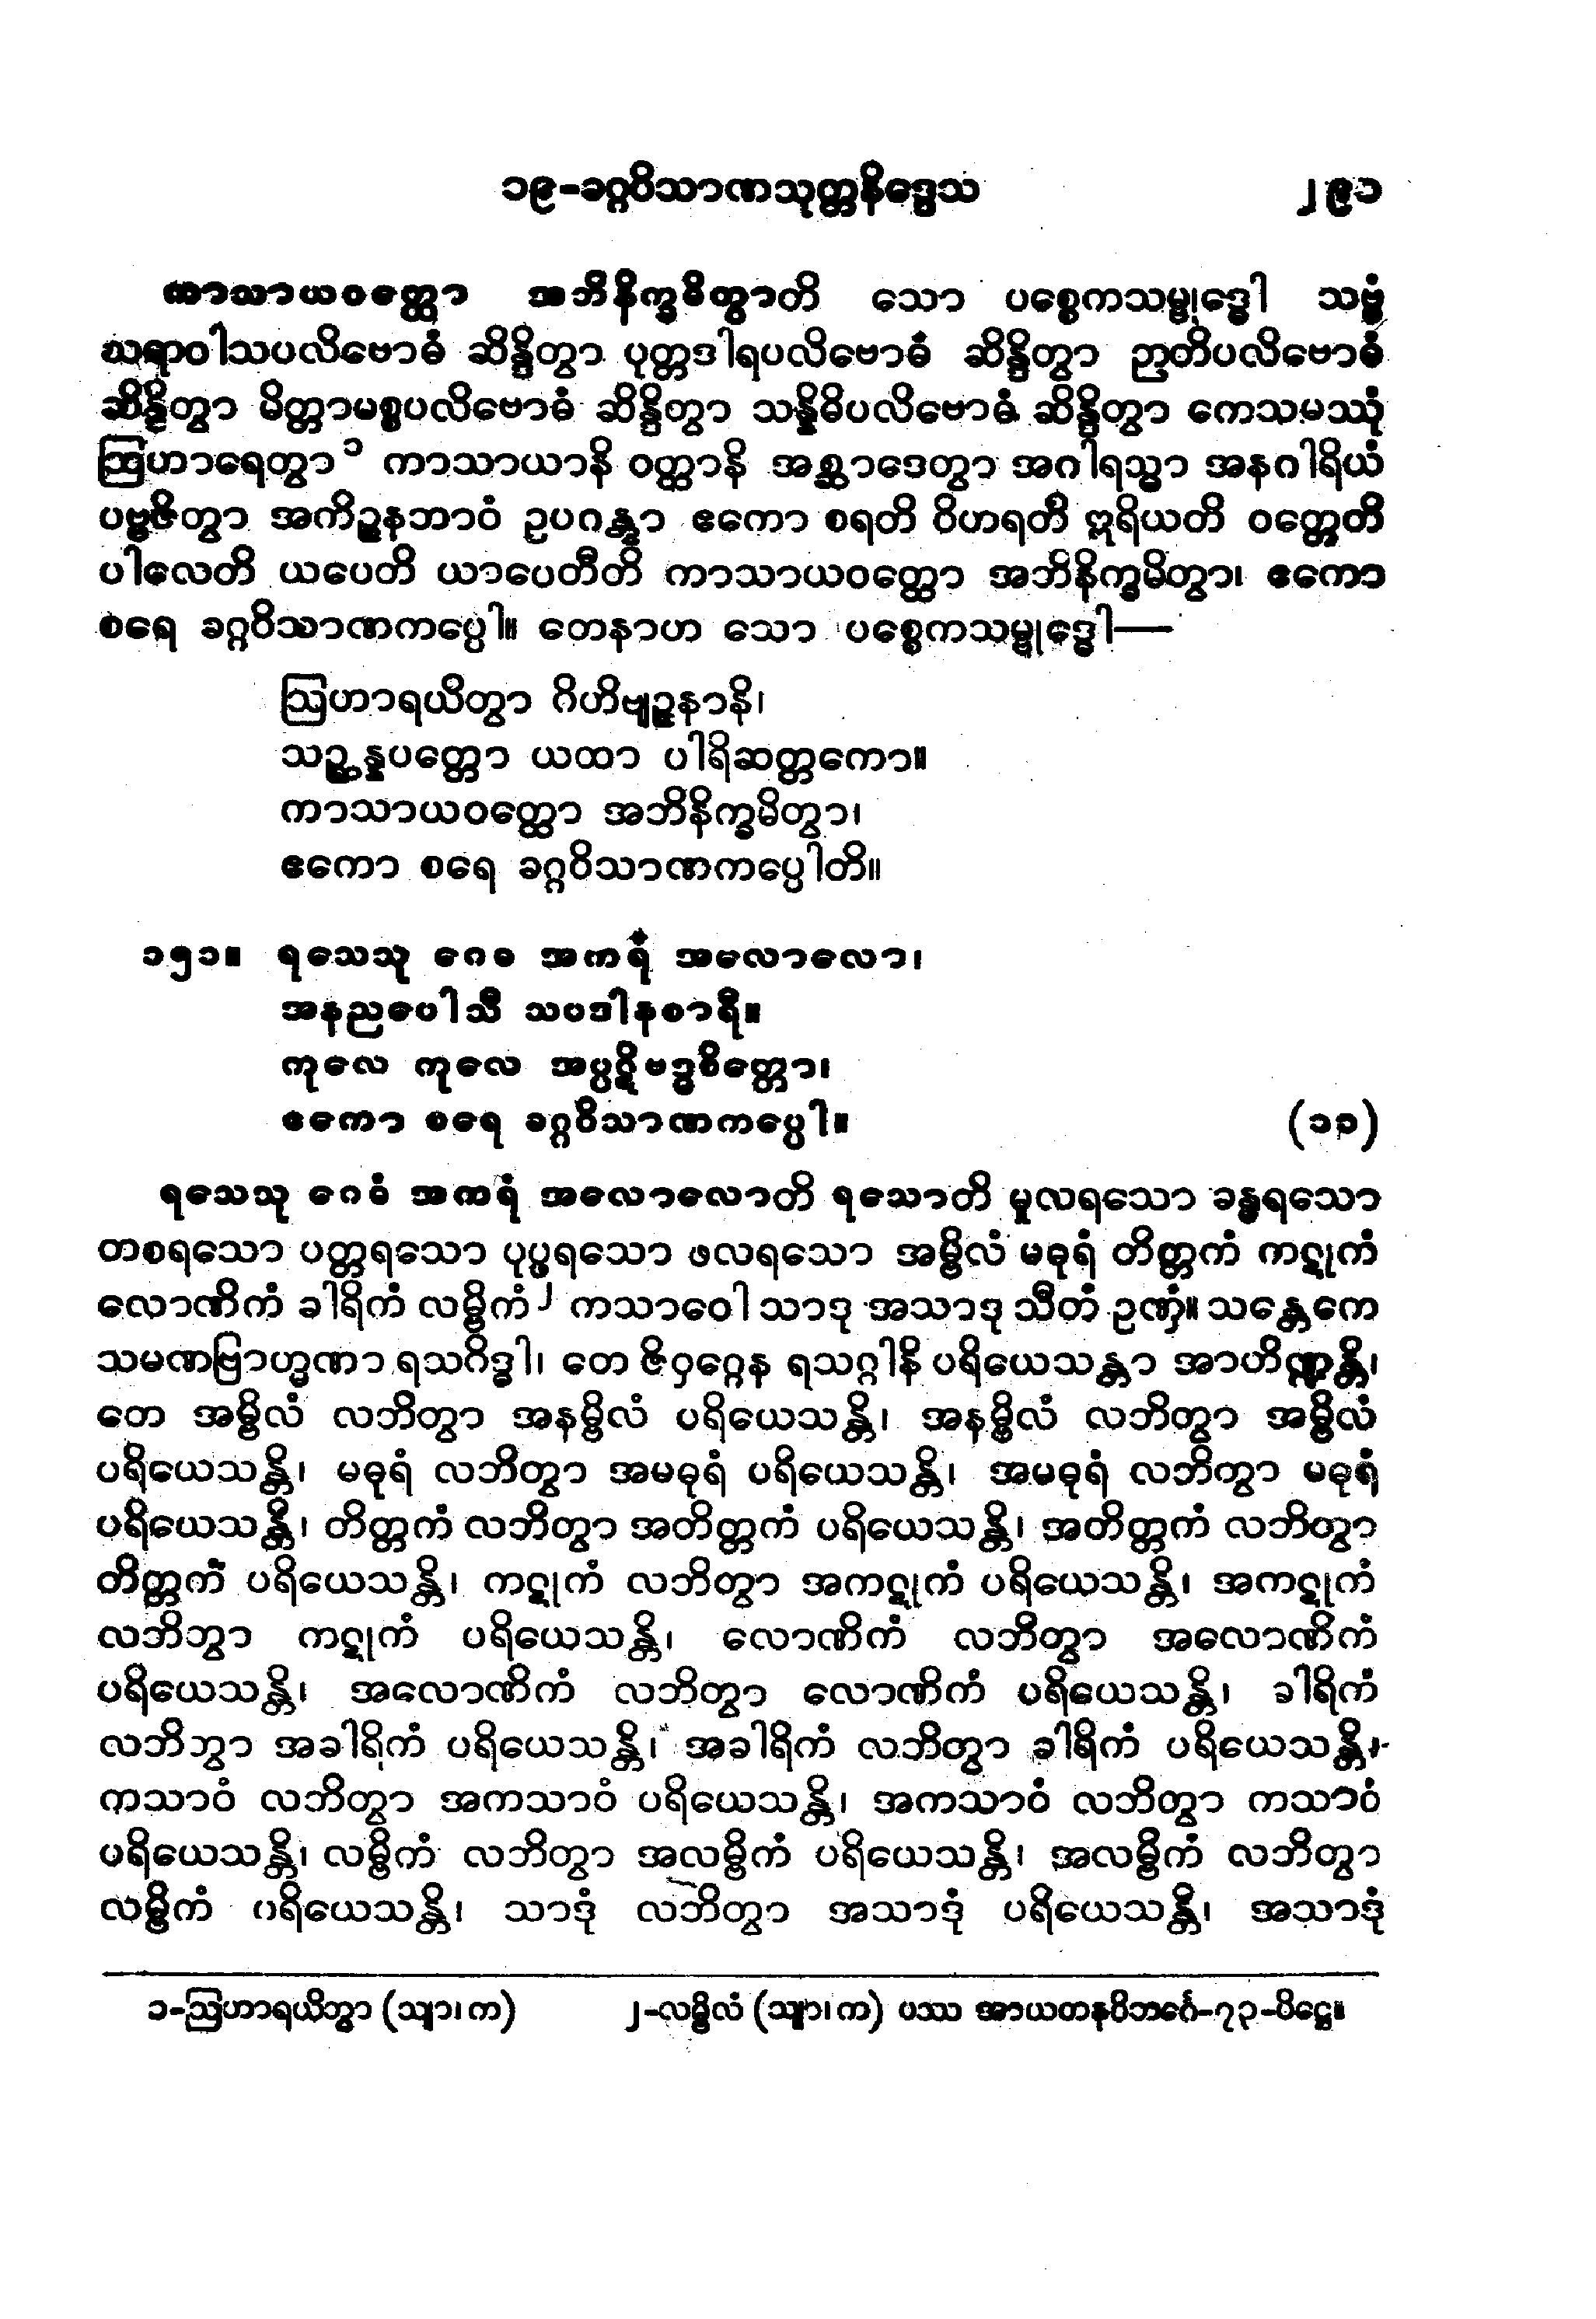 ၁၉-ခဂ္ဂဝိသာဏသုတ္တနိဒ္ဒေသ ၂၉၁
ကာသာယဝတ္ထော အဘိနိက္ခမိတွာတိ သော ပစ္စေကသမ္ဗုဒ္ဓေါ သဗ္ဗံ
ဃရာဝါသပလိဗောဓံ ဆိန္ဒိတွာ ပုတ္တဒါရပလိဗောဓံ ဆိန္ဒိတွာ ဉာတိပလိဗောဓံ
ဆိန္ဒိတွာ မိတ္တာမစ္စပလိဗောဓံ ဆိန္ဒိတွာ သန္နိဓိပလိဗောဓံ ဆိန္ဒိတွာ ကေသမဿုံ
ဩဟာရေတွာ ၁ ကာသာယာနိ ဝတ္ထာနိ အစ္ဆာဒေတွာ အဂါရသ္မာ အနဂါရိယံ
ပဗ္ဗဇိတွာ အကိဉ္စနဘာဝံ ဥပဂန္တွာ ဧကော စရတိ ဝိဟရတိ ဣရိယတိ ဝတ္တေတိ
ပါလေတိ ယပေတိ ယာပေတီတိ ကာသာယဝတ္ထော အဘိနိက္ခမိတွာ၊ ဧကော
စရေ ခဂ္ဂဝိသာဏကပ္ပေါ။ တေနာဟ သော ပစ္စေကသမ္ဗုဒ္ဓေါ—
ဩဟာရယိတွာ ဂိဟိဗျဉ္ဇနာနိ၊
သဉ္ဆန္နပတ္တော ယထာ ပါရိဆတ္တကော။
ကာသာယဝတ္ထော အဘိနိက္ခမိတွာ၊
ဧကော စရေ ခဂ္ဂဝိသာဏကပ္ပေါတိ။
၁၅၁။ ရသေသု ဂေဓ အကရံ အလောလော၊
အနညပေါသီ သပဒါနစာရီ။
ကုလေ ကုလေ အပ္ပဋိဗဒ္ဓစိတ္တော၊
ဧကော စရေ ခဂ္ဂဝိသာဏကပ္ပေါ။ (၁၁)
ရသေသု ဂေဓံ အကရံ အလောလောတိ ရသောတိ မူလရသော ခန္ဓရသော
တစရသော ပတ္တရသော ပုပ္ဖရသော ဖလရသော အမ္ဗိလံ မဓုရံ တိတ္တကံ ကဋုကံ
လောဏိကံ ခါရိကံ လမ္ဗိကံ ၂ ကသာဝေါ သာဒု အသာဒု သီတံ ဥဏှံ။ သန္တေကေ
သမဏဗြာဟ္မဏာ ရသဂိဒ္ဓါ၊ တေ ဇိဝှဂ္ဂေန ရသဂ္ဂါနိ ပရိယေသန္တာ အာဟိဏ္ဍန္တိ၊
တေ အမ္ဗိလံ လဘိတွာ အနမ္ဗိလံ ပရိယေသန္တိ၊ အနမ္ဗိလံ လဘိတွာ အမ္ဗိလံ
ပရိယေသန္တိ၊ မဓုရံ လဘိတွာ အမဓုရံ ပရိယေသန္တိ၊ အမဓုရံ လဘိတွာ မဓုရံ
ပရိယေသန္တိ၊ တိတ္တကံ လဘိတွာ အတိတ္တကံ ပရိယေသန္တိ၊ အတိတ္တကံ လဘိတွာ
တိတ္တကံ ပရိယေသန္တိ၊ ကဋုကံ လဘိတွာ အကဋုကံ ပရိယေသန္တိ၊ အကဋုကံ
လဘိတွာ ကဋုကံ ပရိယေသန္တိ၊ လောဏိကံ လဘိတွာ အလောဏိကံ
ပရိယေသန္တိ၊ အလောဏိကံ လဘိတွာ လောဏိကံ ပရိယေသန္တိ၊ ခါရိကံ
လဘိတွာ အခါရိကံ ပရိယေသန္တိ၊ အခါရိကံ လဘိတွာ ခါရိကံ ပရိယေသန္တိ၊
ကသာဝံ လဘိတွာ အကသာဝံ ပရိယေသန္တိ၊ အကသာဝံ လဘိတွာ ကသာဝံ
ပရိယေသန္တိ၊ လမ္ဗိကံ လဘိတွာ အလမ္ဗိကံ ပရိယေသန္တိ၊ အလမ္ဗိကံ လဘိတွာ
လမ္ဗိကံ ပရိယေသန္တိ၊ သာဒုံ လဘိတွာ အသာဒုံ ပရိယေသန္တိ၊ အသာဒုံ
၁-ဩဟာရယိတွာ (သျာ၊ က) ၂-လမ္ဗိလံ (သျာ၊ က) ပဿ အာယတနဝိဘင်္ဂေ-၇၃-ပိဋ္ဌေ။